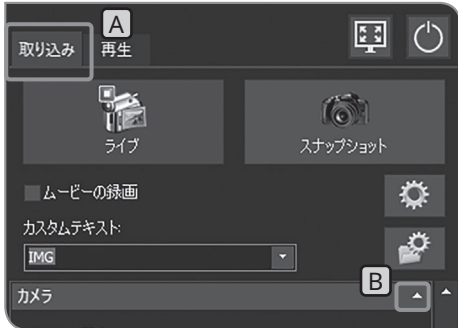 A
取り込み 再生
ライブ スナップショット
ムービーの録画
カスタムテキスト:
IMG
B
カメラ